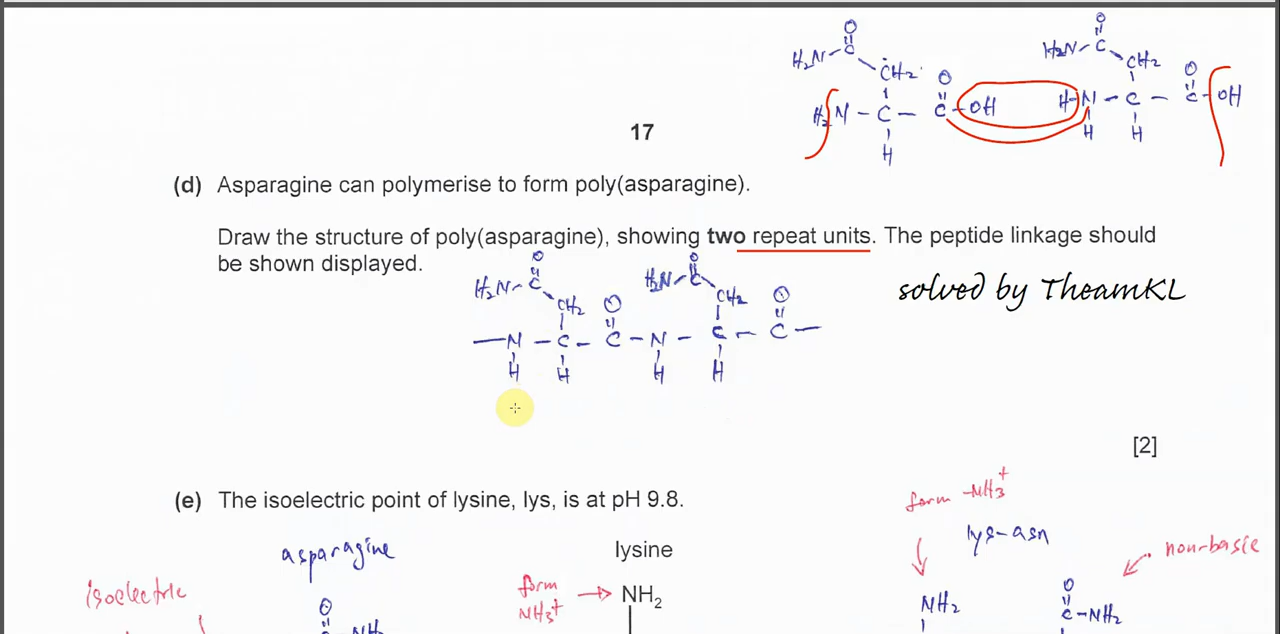 O O
H₂N-C H₂N-C
CH₂ O CH₂ O
H₂N-C-C-OH H-N-C-C-OH
H H H
17
(d) Asparagine can polymerise to form poly(asparagine).
Draw the structure of poly(asparagine), showing two repeat units. The peptide linkage should
be shown displayed.
O O
H₂N-C H₂N-C
CH₂ O CH₂ O
-N-C-C-N-C-C-
H H H H
solved by TheamKL
[2]
(e) The isoelectric point of lysine, lys, is at pH 9.8.
form -NH₃⁺
lys-asn
asparagine lysine non-basic
isoelectric form NH₂
NH₃⁺
O NH₂ O
C-NH₂